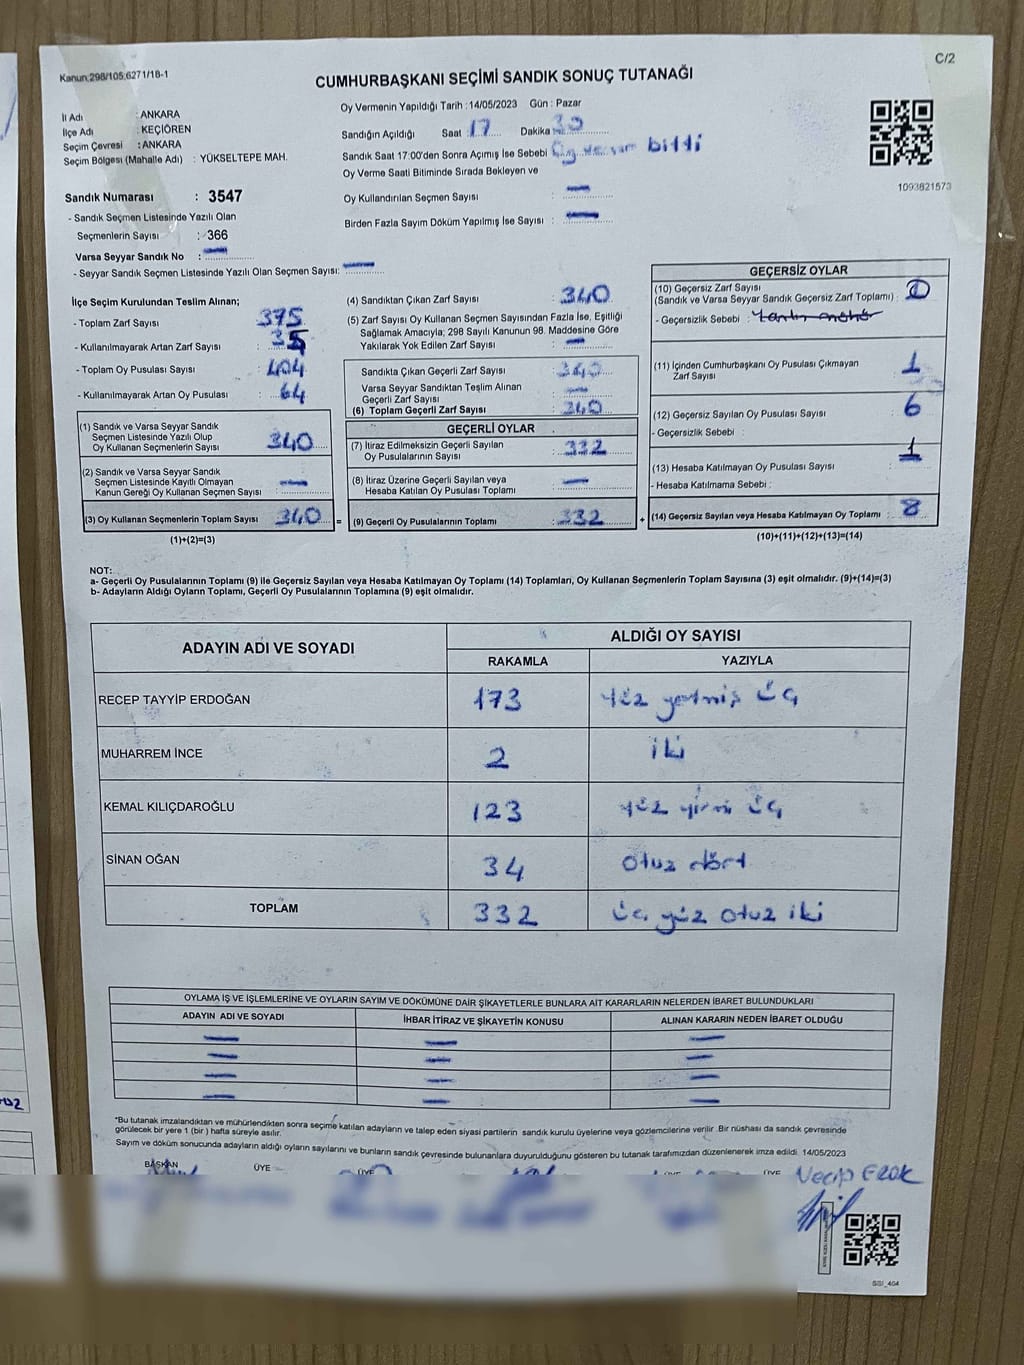 Kanun:298/105;6271/18-1
C/2
CUMHURBAŞKANI SEÇİMİ SANDIK SONUÇ TUTANAĞI
İl Adı : ANKARA
İlçe Adı : KEÇİÖREN
Seçim Çevresi : ANKARA
Seçim Bölgesi (Mahalle Adı) : YÜKSELTEPE MAH.
Oy Vermenin Yapıldığı Tarih : 14/05/2023 Gün : Pazar
Sandığın Açıldığı Saat : 17 Dakika : 30
Sandık Saat 17:00'den Sonra Açımış İse Sebebi bitti
Oy Verme Saati Bitiminde Sırada Bekleyen ve
Oy Kullandırılan Seçmen Sayısı : —
Birden Fazla Sayım Döküm Yapılmış İse Sayısı : —
1093821573
Sandık Numarası : 3547
- Sandık Seçmen Listesinde Yazılı Olan
Seçmenlerin Sayısı : 366
Varsa Seyyar Sandık No : —
- Seyyar Sandık Seçmen Listesinde Yazılı Olan Seçmen Sayısı: —
İlçe Seçim Kurulundan Teslim Alınan;
- Toplam Zarf Sayısı : 375
- Kullanılmayarak Artan Zarf Sayısı : 35
- Toplam Oy Pusulası Sayısı : 404
- Kullanılmayarak Artan Oy Pusulası : 64
(1) Sandık ve Varsa Seyyar Sandık
Seçmen Listesinde Yazılı Olup
Oy Kullanan Seçmenlerin Sayısı : 340
(2) Sandık ve Varsa Seyyar Sandık
Seçmen Listesinde Kayıtlı Olmayan
Kanun Gereği Oy Kullanan Seçmen Sayısı : —
(3) Oy Kullanan Seçmenlerin Toplam Sayısı : 340 =
(1)+(2)=(3)
(4) Sandıktan Çıkan Zarf Sayısı : 340
(5) Zarf Sayısı Oy Kullanan Seçmen Sayısından Fazla İse, Eşitliği
Sağlamak Amacıyla; 298 Sayılı Kanunun 98. Maddesine Göre
Yakılarak Yok Edilen Zarf Sayısı : —
Sandıkta Çıkan Geçerli Zarf Sayısı : 340
Varsa Seyyar Sandıktan Teslim Alınan
Geçerli Zarf Sayısı : —
(6) Toplam Geçerli Zarf Sayısı : 340
GEÇERLİ OYLAR
(7) İtiraz Edilmeksizin Geçerli Sayılan
Oy Pusulalarının Sayısı : 332
(8) İtiraz Üzerine Geçerli Sayılan veya
Hesaba Katılan Oy Pusulası Toplamı : —
(9) Geçerli Oy Pusulalarının Toplamı : 332 +
GEÇERSİZ OYLAR
(10) Geçersiz Zarf Sayısı
(Sandık ve Varsa Seyyar Sandık Geçersiz Zarf Toplamı) :
- Geçersizlik Sebebi :
(11) İçinden Cumhurbaşkanı Oy Pusulası Çıkmayan
Zarf Sayısı : 1
(12) Geçersiz Sayılan Oy Pusulası Sayısı : 6
- Geçersizlik Sebebi :
(13) Hesaba Katılmayan Oy Pusulası Sayısı : 1
- Hesaba Katılmama Sebebi :
(14) Geçersiz Sayılan veya Hesaba Katılmayan Oy Toplamı : 8
(10)+(11)+(12)+(13)=(14)
NOT:
a- Geçerli Oy Pusulalarının Toplamı (9) ile Geçersiz Sayılan veya Hesaba Katılmayan Oy Toplamı (14) Toplamları, Oy Kullanan Seçmenlerin Toplam Sayısına (3) eşit olmalıdır. (9)+(14)=(3)
b- Adayların Aldığı Oyların Toplamı, Geçerli Oy Pusulalarının Toplamına (9) eşit olmalıdır.
ADAYIN ADI VE SOYADI
ALDIĞI OY SAYISI
RAKAMLA YAZIYLA
RECEP TAYYİP ERDOĞAN 173 Yüz yetmiş üç
MUHARREM İNCE 2 iki
KEMAL KILIÇDAROĞLU 123 yüz yirmi üç
SİNAN OĞAN 34 otuz dört
TOPLAM 332 üç yüz otuz iki
OYLAMA İŞ VE İŞLEMLERİNE VE OYLARIN SAYIM VE DÖKÜMÜNE DAİR ŞİKAYETLERLE BUNLARA AİT KARARLARIN NELERDEN İBARET BULUNDUKLARI
ADAYIN ADI VE SOYADI İHBAR İTİRAZ VE ŞİKAYETİN KONUSU ALINAN KARARIN NEDEN İBARET OLDUĞU
*Bu tutanak imzalandıktan ve mühürlendikten sonra seçime katılan adayların ve talep eden siyasi partilerin sandık kurulu üyelerine veya gözlemcilerine verilir. Bir nüshası da sandık çevresinde
görülecek bir yere 1 (bir) hafta süreyle asılır.
Sayım ve döküm sonucunda adayların aldığı oyların sayılarını ve bunların sandık çevresinde bulunanlara duyurulduğunu gösteren bu tutanak tarafımızdan düzenlenerek imza edildi. 14/05/2023
BAŞKAN ÜYE ÜYE ÜYE
Necip